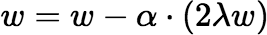 w = w − α · (2λw)